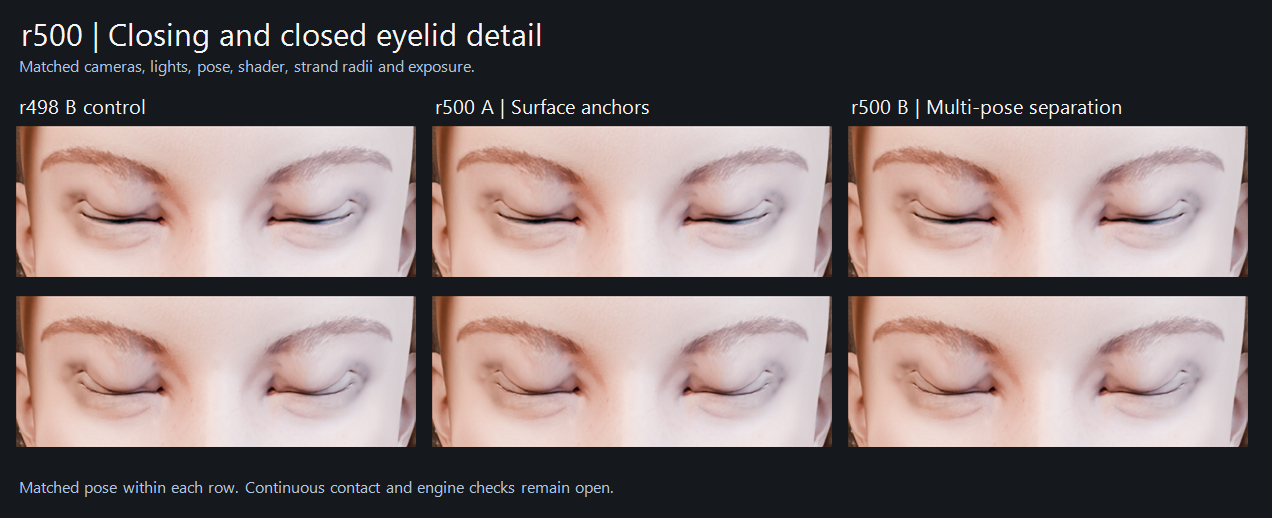 r500 | Closing and closed eyelid detail
Matched cameras, lights, pose, shader, strand radii and exposure.
r498 B control
r500 A | Surface anchors
r500 B | Multi-pose separation
Matched pose within each row. Continuous contact and engine checks remain open.